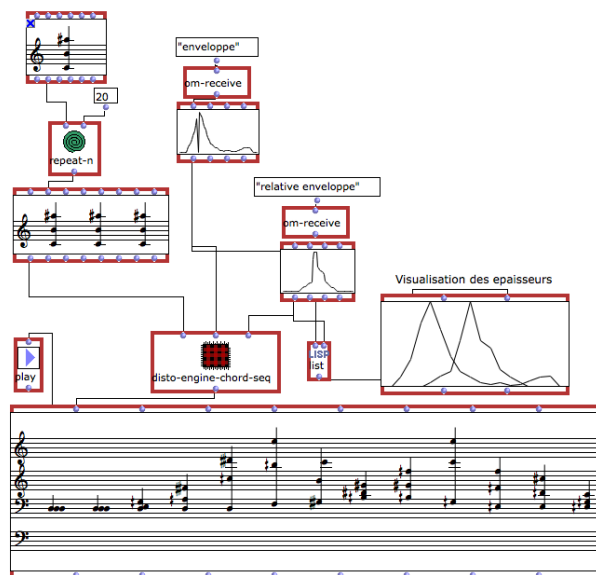 "enveloppe"
om-receive
20
repeat-n
"relative enveloppe"
om-receive
Visualisation des epaisseurs
play
disto-engine-chord-seq
LISP
list